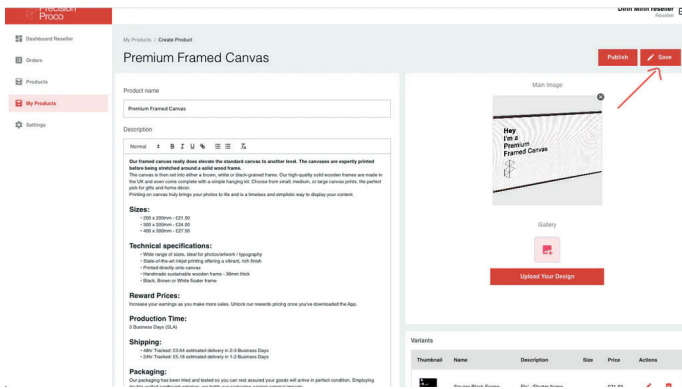 Precision
Proco
Dinh Minh reseller
Reseller
Dashboard Reseller
Orders
Products
My Products
Settings
My Products / Create Product
Premium Framed Canvas
Publish
Save
Product name
Premium Framed Canvas
Description
Normal
B I U
Our framed canvas really does elevate the standard canvas to another level. The canvases are expertly printed
before being stretched around a solid wood frame.
The canvas is then set into either a brown, white or black-grained frame. Our high-quality solid wooden frames are made in
the UK and even come complete with a simple hanging kit. Choose from small, medium, or large canvas prints, the perfect
pick for gifts and home décor.
Printing on canvas truly brings your photos to life and is a timeless and simplistic way to display your content.
Sizes:
• 200 x 200mm - £21.50
• 300 x 200mm - £24.00
• 400 x 300mm - £27.50
Technical specifications:
• Wide range of sizes, ideal for photos/artwork / typography
• State-of-the-art inkjet printing offering a vibrant, rich finish
• Printed directly onto canvas
• Handmade sustainable wooden frame - 38mm thick
• Black, Brown or White floater frame
Reward Prices:
Increase your earnings as you make more sales. Unlock our rewards pricing once you've downloaded the App.
Production Time:
3 Business Days (SLA)
Shipping:
• 48hr Tracked: £3.64 estimated delivery in 2-3 Business Days
• 24hr Tracked: £5.18 estimated delivery in 1-2 Business Days
Packaging:
Our packaging has been tried and tested so you can rest assured your goods will arrive in perfect condition. Employing
Main Image
Hey
I'm a
Premium
Framed Canvas
Gallery
Upload Your Design
Variants
Thumbnail Name Description Size Price Actions
Square Black Frame
£21.50